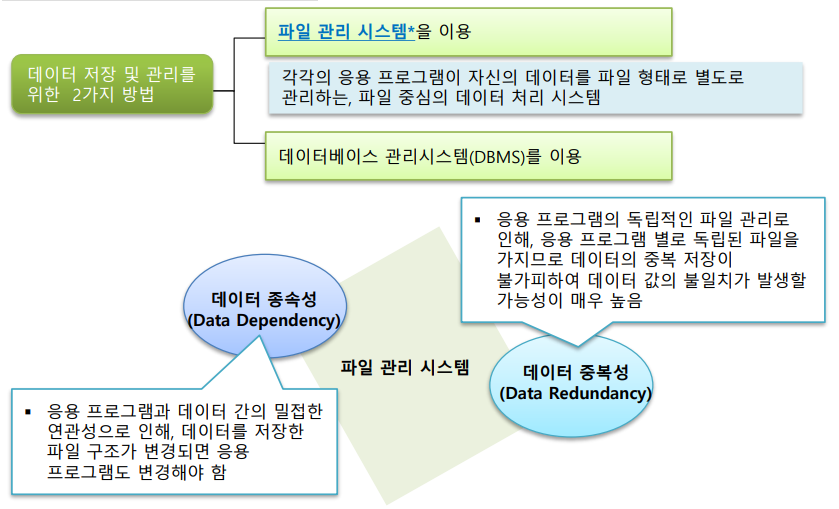 파일 관리 시스템*을 이용
데이터 저장 및 관리를
위한 2가지 방법
각각의 응용 프로그램이 자신의 데이터를 파일 형태로 별도로
관리하는, 파일 중심의 데이터 처리 시스템
데이터베이스 관리시스템(DBMS)를 이용
▪ 응용 프로그램의 독립적인 파일 관리로
인해, 응용 프로그램 별로 독립된 파일을
가지므로 데이터의 중복 저장이
불가피하여 데이터 값의 불일치가 발생할
가능성이 매우 높음
데이터 종속성
(Data Dependency)
파일 관리 시스템
데이터 중복성
(Data Redundancy)
▪ 응용 프로그램과 데이터 간의 밀접한
연관성으로 인해, 데이터를 저장한
파일 구조가 변경되면 응용
프로그램도 변경해야 함